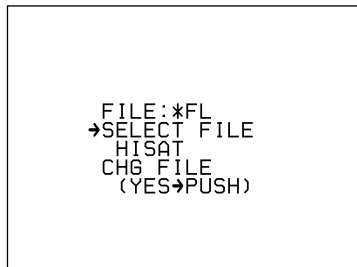 FILE:*FL
→SELECT FILE
HISAT
CHG FILE
(YES→PUSH)